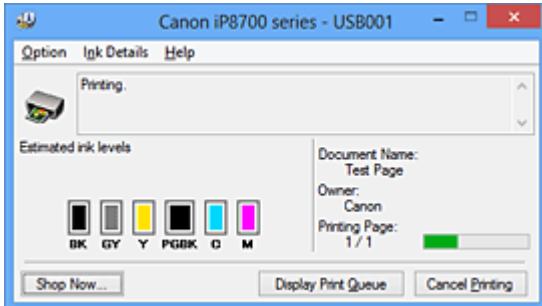 Canon iP8700 series - USB001
Option Ink Details Help
Printing.
Estimated ink levels
Document Name:
Test Page
Owner:
Canon
Printing Page:
1 / 1
BK GY Y PGBK C M
Shop Now... Display Print Queue Cancel Printing